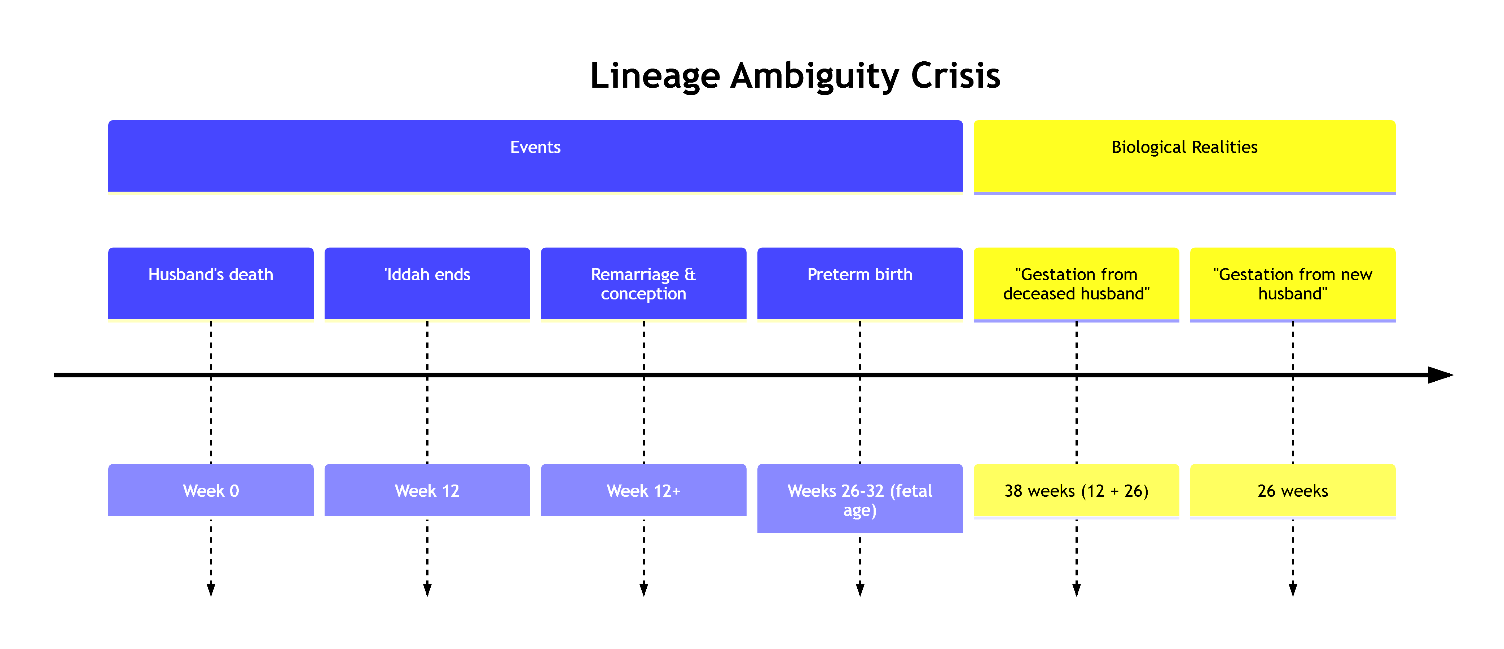 Lineage Ambiguity Crisis
Events
Biological Realities
Husband's death
'Iddah ends
Remarriage &
conception
Preterm birth
"Gestation from
deceased husband"
"Gestation from new
husband"
Week 0
Week 12
Week 12+
Weeks 26-32 (fetal
age)
38 weeks (12 + 26)
26 weeks